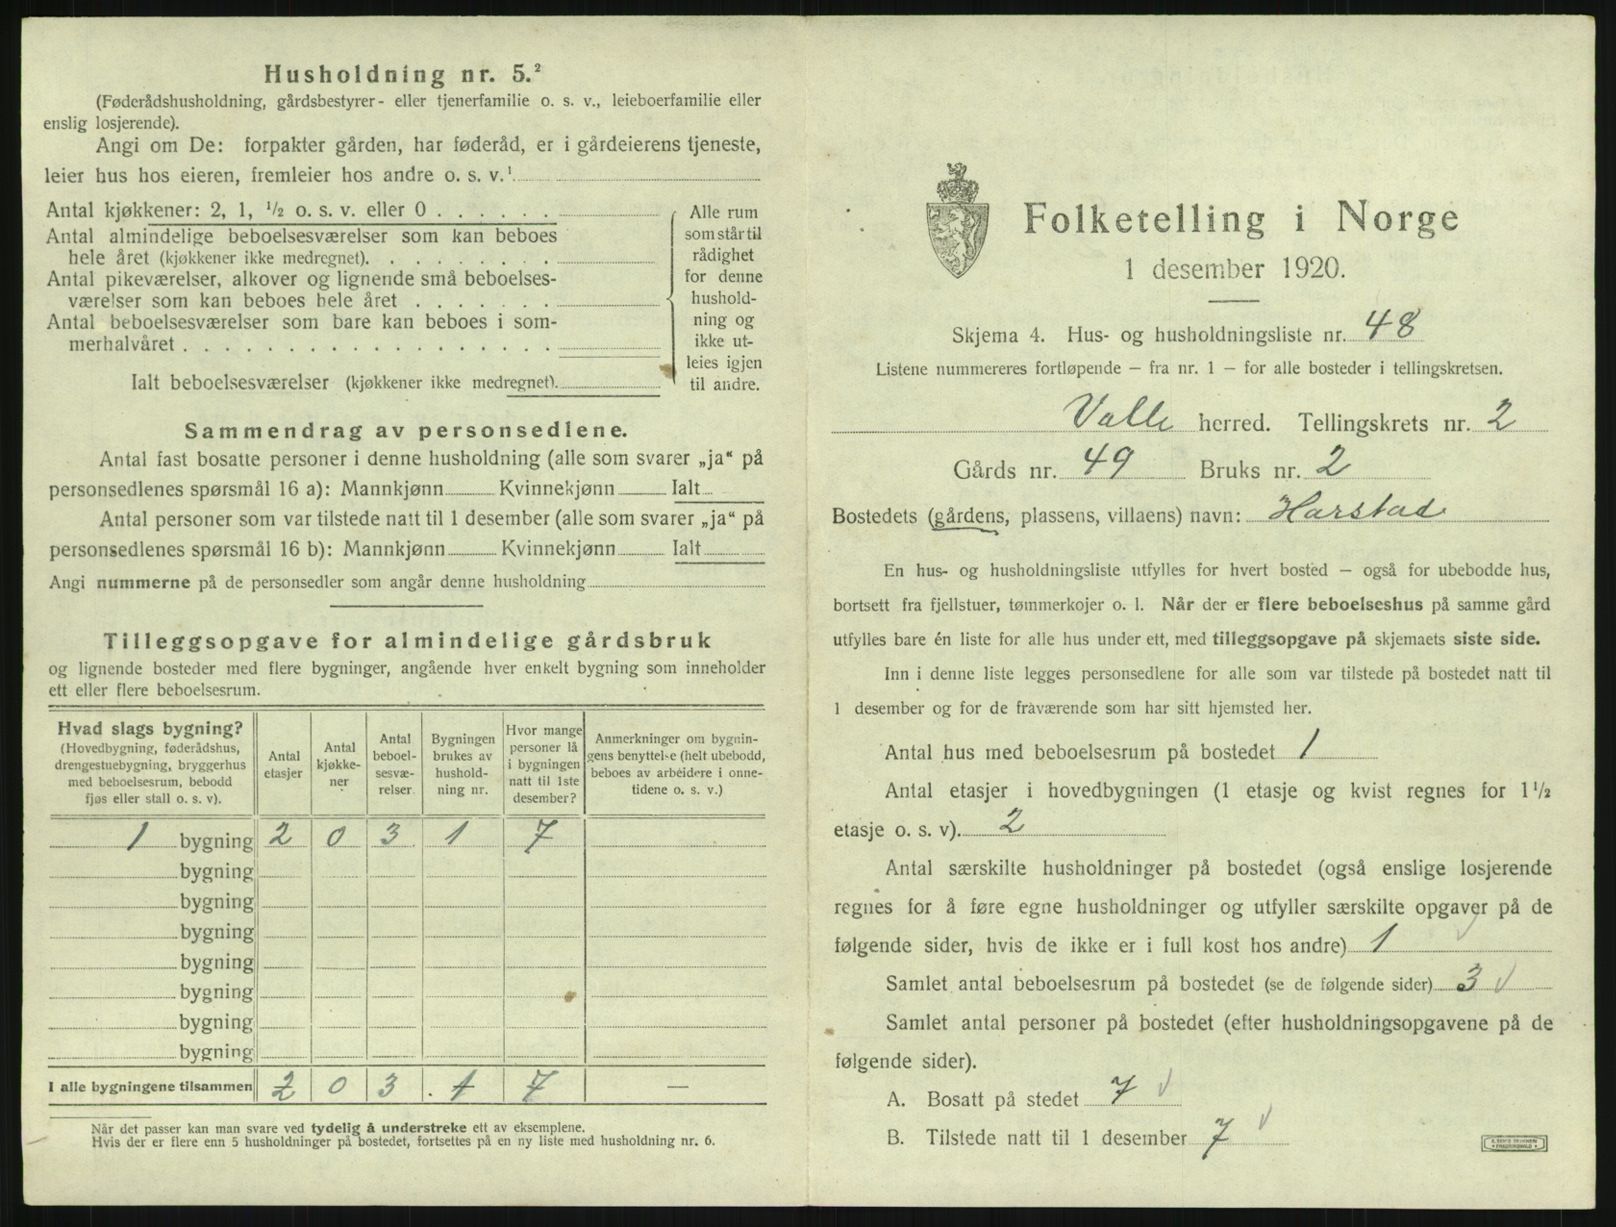 Husholdning nr. 5.²
(Føderådshusholdning, gårdsbestyrer- eller tjenerfamilie o. s. v., leieboerfamilie eller
enslig losjerende).
Angi om De: forpakter gården, har føderåd, er i gårdeierens tjeneste,
leier hus hos eieren, fremleier hos andre o. s. v.¹
Antal kjøkkener: 2, 1, ½ o. s. v. eller 0 . . . . . .
Antal almindelige beboelsesværelser som kan beboes
hele året (kjøkkener ikke medregnet). . . . . . . . .
Antal pikeværelser, alkover og lignende små beboelses-
værelser som kan beboes hele året . . . . . . .
Antal beboelsesværelser som bare kan beboes i som-
merhalvåret . . . . . . . . . . . . . . . . . .
Ialt beboelsesværelser (kjøkkener ikke medregnet).
Alle rum
som står til
rådighet
for denne
hushold-
ning og
ikke ut-
leies igjen
til andre.
Sammendrag av personsedlene.
Antal fast bosatte personer i denne husholdning (alle som svarer „ja“ på
personsedlenes spørsmål 16 a): Mannkjønn Kvinnekjønn Ialt
Antal personer som var tilstede natt til 1 desember (alle som svarer „ja“ på
personsedlenes spørsmål 16 b): Mannkjønn Kvinnekjønn Ialt
Angi nummerne på de personsedler som angår denne husholdning
Tilleggsopgave for almindelige gårdsbruk
og lignende bosteder med flere bygninger, angående hver enkelt bygning som inneholder
ett eller flere beboelsesrum.
Hvad slags bygning?
(Hovedbygning, føderådshus,
drengestuebygning, bryggerhus
med beboelsesrum, bebodd
fjøs eller stall o. s. v).
Antal
etasjer
Antal
kjøkke-
ner
Antal
beboel-
sesvæ-
relser
Bygningen
brukes av
hushold-
ning nr.
Hvor mange
personer lå
i bygningen
natt til 1ste
desember?
Anmerkninger om bygnin-
gens benyttelse (helt ubebodd,
beboes av arbeidere i onne-
tidene o. s. v.)
1 bygning 2 0 3 1 7
bygning
bygning
bygning
bygning
bygning
bygning
bygning
I alle bygningene tilsammen 2 0 3 . 1 7 —
Når det passer kan man svare ved tydelig å understreke ett av eksemplene.
Hvis der er flere enn 5 husholdninger på bostedet, fortsettes på en ny liste med husholdning nr. 6.
Folketelling i Norge
1 desember 1920.
Skjema 4. Hus- og husholdningsliste nr. 48
Listene nummereres fortløpende — fra nr. 1 — for alle bosteder i tellingskretsen.
Valle herred. Tellingskrets nr. 2
Gårds nr. 49 Bruks nr. 2
Bostedets (gårdens, plassens, villaens) navn: Harstad
En hus- og husholdningsliste utfylles for hvert bosted — også for ubebodde hus,
bortsett fra fjellstuer, tømmerkojer o. l. Når der er flere beboelseshus på samme gård
utfylles bare én liste for alle hus under ett, med tilleggsopgave på skjemaets siste side.
Inn i denne liste legges personsedlene for alle som var tilstede på bostedet natt til
1 desember og for de fraværende som har sitt hjemsted her.
Antal hus med beboelsesrum på bostedet 1
Antal etasjer i hovedbygningen (1 etasje og kvist regnes for 1½
etasje o. s. v). 2
Antal særskilte husholdninger på bostedet (også enslige losjerende
regnes for å føre egne husholdninger og utfyller særskilte opgaver på de
følgende sider, hvis de ikke er i full kost hos andre) 1
Samlet antal beboelsesrum på bostedet (se de følgende sider) 3
Samlet antal personer på bostedet (efter husholdningsopgavene på de
følgende sider).
A. Bosatt på stedet 7
B. Tilstede natt til 1 desember 7